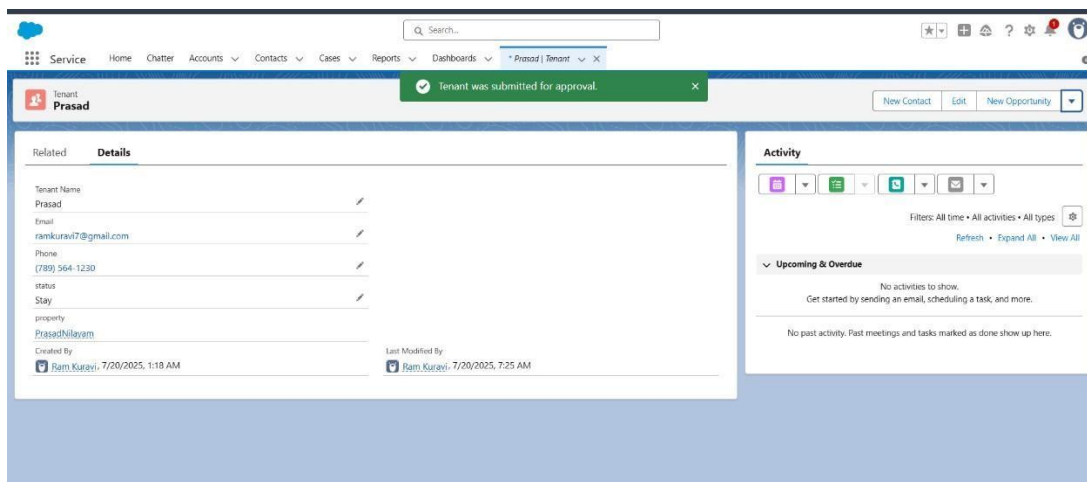 Search...
1
Service Home Chatter Accounts Contacts Cases Reports Dashboards * Prasad | Tenant
Tenant was submitted for approval.
Tenant
Prasad
New Contact Edit New Opportunity
Related Details
Tenant Name
Prasad
Email
ramkuravi7@gmail.com
Phone
(789) 564-1230
status
Stay
property
PrasadNilayam
Created By
Ram Kuravi, 7/20/2025, 1:18 AM
Last Modified By
Ram Kuravi, 7/20/2025, 7:25 AM
Activity
Filters: All time • All activities • All types
Refresh • Expand All • View All
Upcoming & Overdue
No activities to show.
Get started by sending an email, scheduling a task, and more.
No past activity. Past meetings and tasks marked as done show up here.